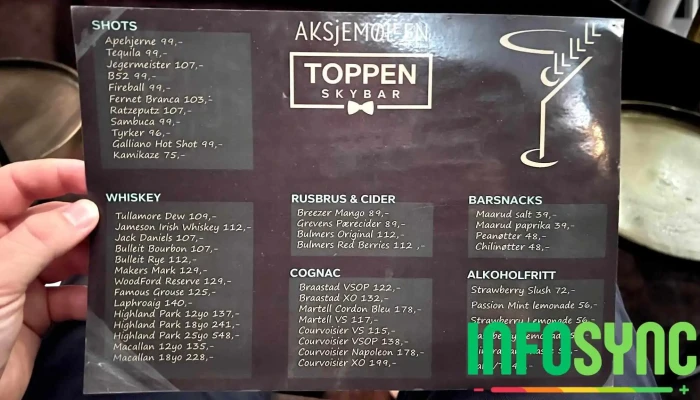 AKSJEMØLLEN
TOPPEN
SKYBAR
SHOTS
Apehjerne 99,-
Tequila 99,-
Jegermeister 107,-
B52 99,-
Fireball 99,-
Fernet Branca 103,-
Ratzeputz 107,-
Sambuca 99,-
Tyrker 96,-
Galliano Hot Shot 99,-
Kamikaze 75,-
WHISKEY
Tullamore Dew 109,-
Jameson Irish Whiskey 112,-
Jack Daniels 107,-
Bulleit Bourbon 107,-
Bulleit Rye 112,-
Makers Mark 129,-
WoodFord Reserve 129,-
Famous Grouse 125,-
Laphroaig 140,-
Highland Park 12yo 137,-
Highland Park 18yo 241,-
Highland Park 25yo 548,-
Macallan 12yo 135,-
Macallan 18yo 228,-
RUSBRUS & CIDER
Breezer Mango 89,-
Grevens Pærecider 89,-
Bulmers Original 112,-
Bulmers Red Berries 112 ,-
COGNAC
Braastad VSOP 122,-
Braastad XO 132,-
Martell Cordon Bleu 178,-
Martell VS 117,-
Courvoisier VS 115,-
Courvoisier VSOP 138,-
Courvoisier Napoleon 178,-
Courvoisier XO 199,-
BARSNACKS
Maarud salt 39,-
Maarud paprika 39,-
Peanøtter 48,-
Chilinøtter 48,-
ALKOHOLFRITT
Strawberry Slush 72,-
Passion Mint lemonade 56,-
Strawberry Lemonade 56,-
INFOSYNC